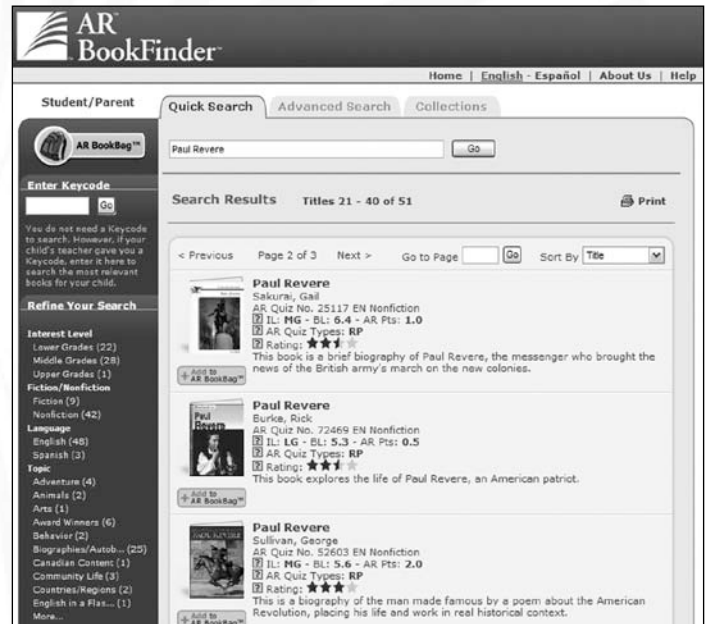 AR
BookFinder™
Home | English - Español | About Us | Help
Student/Parent
Quick Search
Advanced Search
Collections
AR BookBag™
Paul Revere
Go
Enter Keycode
Go
You do not need a Keycode
to search. However, if your
child's teacher gave you a
Keycode, enter it here to
search the most relevant
books for your child.
Refine Your Search
Interest Level
Lower Grades (22)
Middle Grades (28)
Upper Grades (1)
Fiction/Nonfiction
Fiction (9)
Nonfiction (42)
Language
English (48)
Spanish (3)
Topic
Adventure (4)
Animals (2)
Arts (1)
Award Winners (6)
Behavior (2)
Biographies/Autob... (25)
Canadian Content (1)
Community Life (3)
Countries/Regions (2)
English in a Flas... (1)
More...
Search Results Titles 21 - 40 of 51
Print
< Previous Page 2 of 3 Next > Go to Page Go Sort By Title
Paul Revere
Sakurai, Gail
AR Quiz No. 25117 EN Nonfiction
? IL: MG - BL: 6.4 - AR Pts: 1.0
? AR Quiz Types: RP
? Rating:
This book is a brief biography of Paul Revere, the messenger who brought the
news of the British army's march on the new colonies.
+ Add to
AR BookBag™
Paul Revere
Burke, Rick
AR Quiz No. 72469 EN Nonfiction
? IL: LG - BL: 5.3 - AR Pts: 0.5
? AR Quiz Types: RP
? Rating:
This book explores the life of Paul Revere, an American patriot.
Paul
Revere
+ Add to
AR BookBag™
Paul Revere
Sullivan, George
AR Quiz No. 52603 EN Nonfiction
? IL: MG - BL: 5.6 - AR Pts: 2.0
? AR Quiz Types: RP
? Rating:
This is a biography of the man made famous by a poem about the American
Revolution, placing his life and work in real historical context.
PAUL REVERE
+ Add to
AR BookBag™